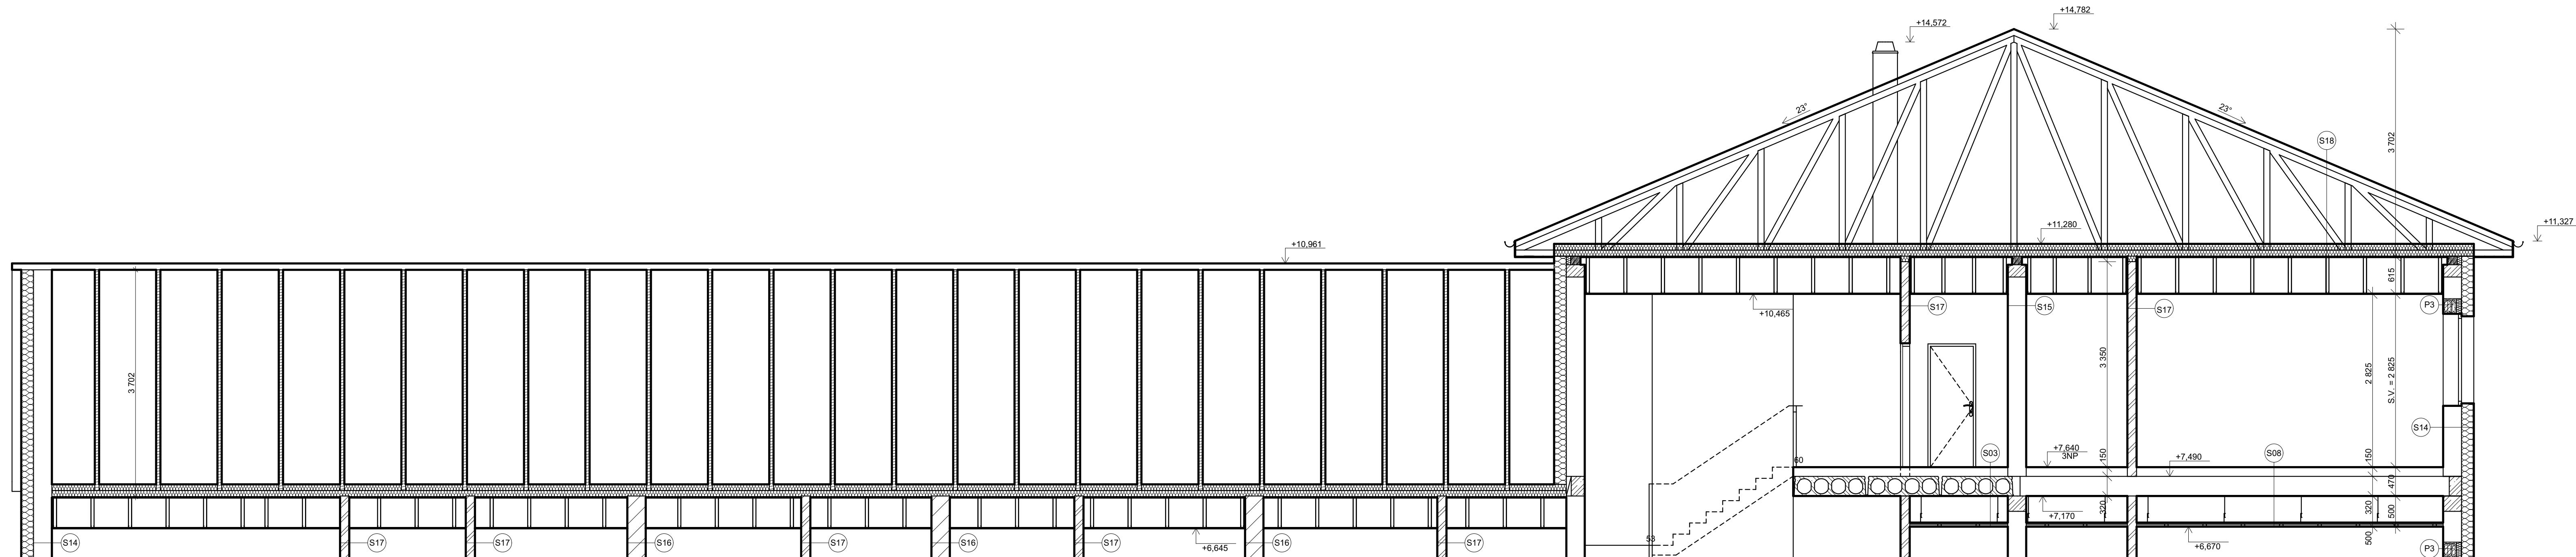 +14,782
+14,572
23°
23°
3 702
S18
+11,327
+11,280
+10,961
615
P3
S17
S15
S17
+10,465
3 350
2 825
S.V. = 2 825
3 702
S14
+7,640
3NP
S03
S08
150
+7,490
150
60
470
320
320
500
+7,170
S14
S17
S17
S16
S17
S16
S17
+6,645
S16
S17
53
+6,670
500
P3